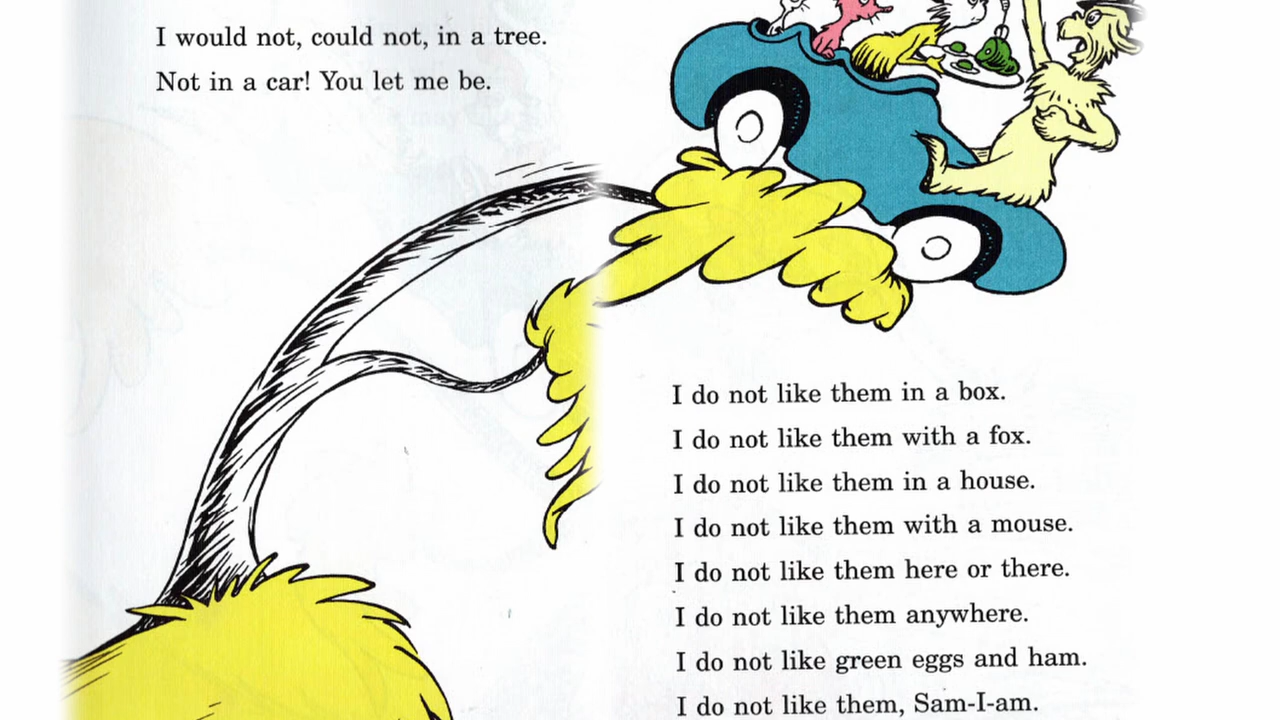 I would not, could not, in a tree.
Not in a car! You let me be.
I do not like them in a box.
I do not like them with a fox.
I do not like them in a house.
I do not like them with a mouse.
I do not like them here or there.
I do not like them anywhere.
I do not like green eggs and ham.
I do not like them, Sam-I-am.